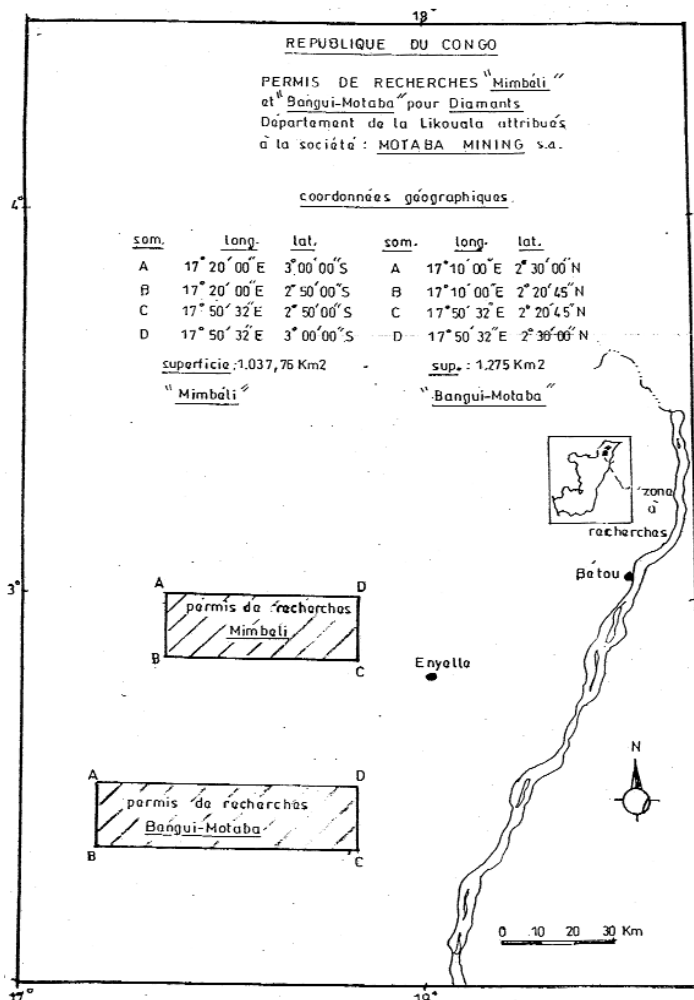 18°
REPUBLIQUE DU CONGO
PERMIS DE RECHERCHES "Mimbéli"
et "Bangui-Motaba" pour Diamants
Département de la Likouala attribués
à la société : MOTABA MINING s.a.
coordonnées géographiques.
4°
som. long. lat. som. long. lat.
A 17° 20' 00" E 3° 00' 00" S A 17° 10' 00" E 2° 30' 00" N
B 17° 20' 00" E 2° 50' 00" S B 17° 10' 00" E 2° 20' 45" N
C 17° 50' 32" E 2° 50' 00" S C 17° 50' 32" E 2° 20' 45" N
D 17° 50' 32" E 3° 00' 00" S D 17° 50' 32" E 2° 30' 00" N
superficie : 1.037,76 Km2 sup. : 1.275 Km2
"Mimbéli" "Bangui-Motaba"
zone
à
recherches
Bétou
3°
A D
permis de recherches
Mimbeli
B C
Enyelle
N
A D
permis de recherches
Bangui-Motaba
B C
0 10 20 30 Km
17° 18°